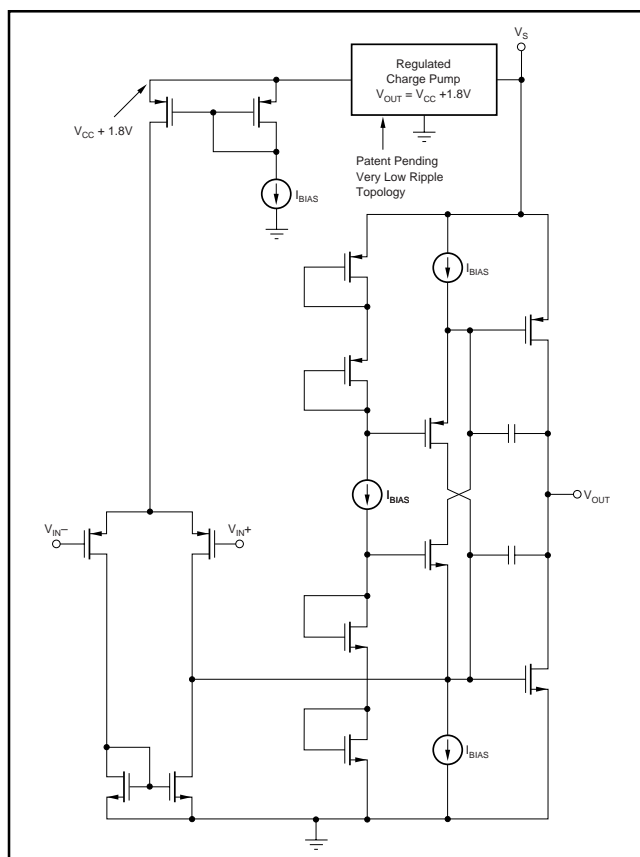 V_S
Regulated
Charge Pump
V_OUT = V_CC +1.8V
V_CC + 1.8V
Patent Pending
Very Low Ripple
Topology
I_BIAS
I_BIAS
I_BIAS
V_IN−
V_IN+
V_OUT
I_BIAS